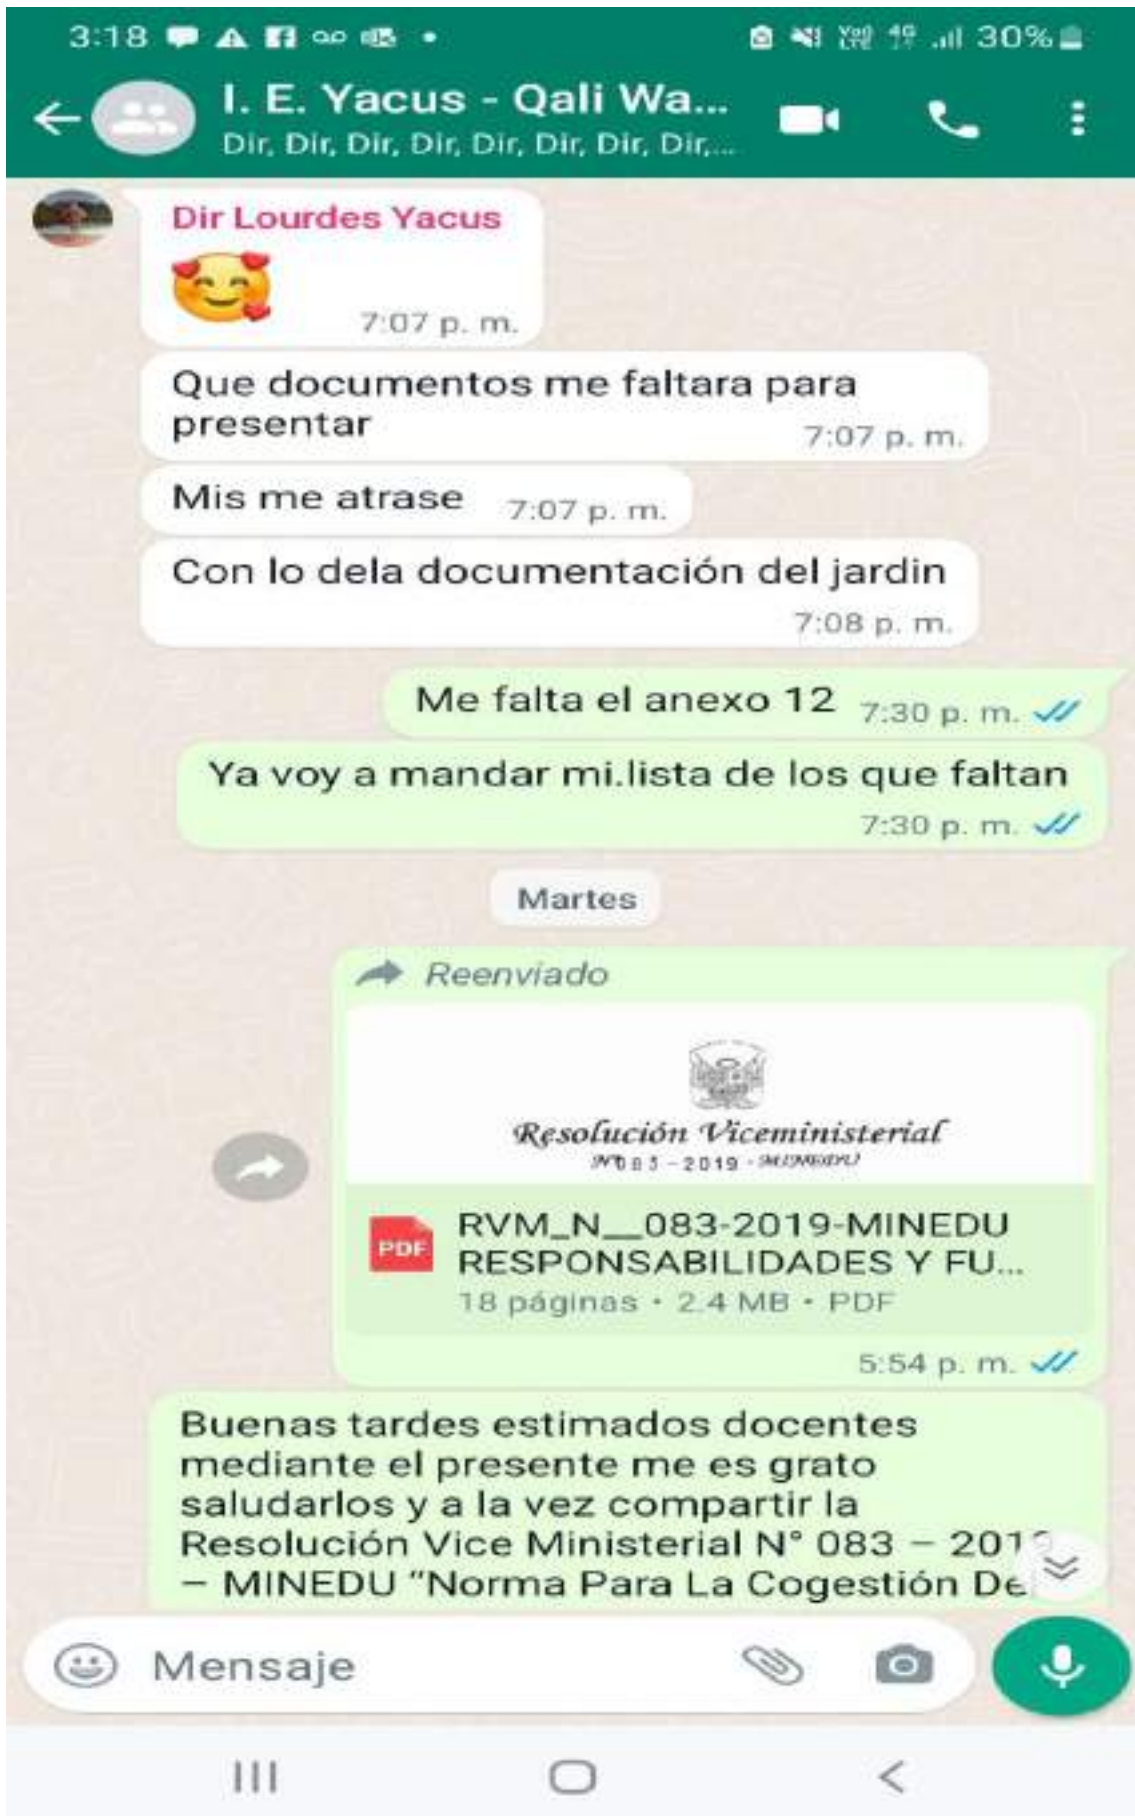 3:18
30%
I. E. Yacus - Qali Wa...
Dir, Dir, Dir, Dir, Dir, Dir, Dir, Dir,...
Dir Lourdes Yacus
7:07 p. m.
Que documentos me faltara para
presentar
7:07 p. m.
Mis me atrase 7:07 p. m.
Con lo dela documentación del jardin
7:08 p. m.
Me falta el anexo 12 7:30 p. m.
Ya voy a mandar mi.lista de los que faltan
7:30 p. m.
Martes
Reenviado
Resolución Viceministerial
N° 083 - 2019 - MINEDU
RVM_N__083-2019-MINEDU
PDF
RESPONSABILIDADES Y FU...
18 páginas • 2.4 MB • PDF
5:54 p. m.
Buenas tardes estimados docentes
mediante el presente me es grato
saludarlos y a la vez compartir la
Resolución Vice Ministerial N° 083 – 2019
– MINEDU “Norma Para La Cogestión De
Mensaje